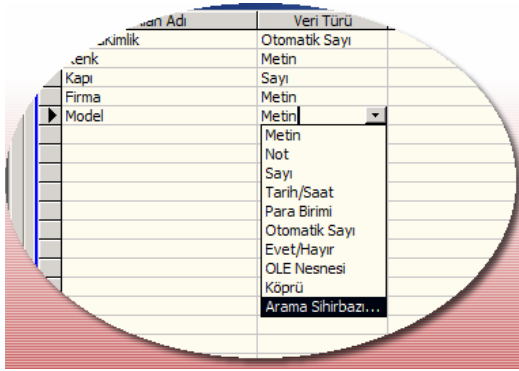 Adı Veri Türü
Otomatik Sayı
Metin
Kapı Sayı
Firma Metin
Model Metin
Metin
Not
Sayı
Tarih/Saat
Para Birimi
Otomatik Sayı
Evet/Hayır
OLE Nesnesi
Köprü
Arama Sihirbazı...